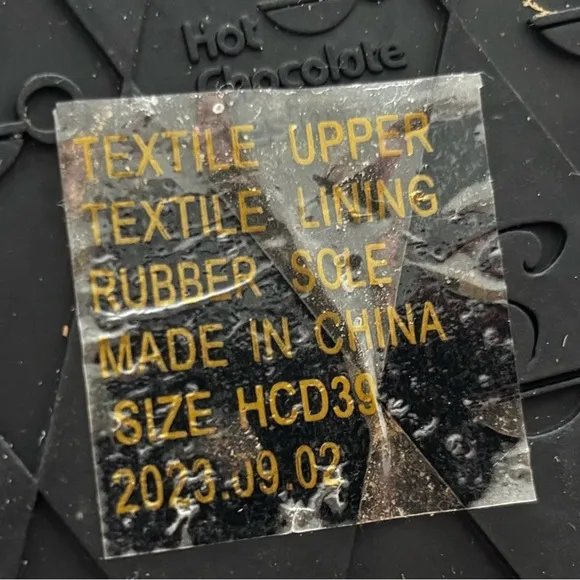 Hot
Chocolate
TEXTILE UPPER
TEXTILE LINING
RUBBER SOLE
MADE IN CHINA
SIZE HCD39
2023.09.02